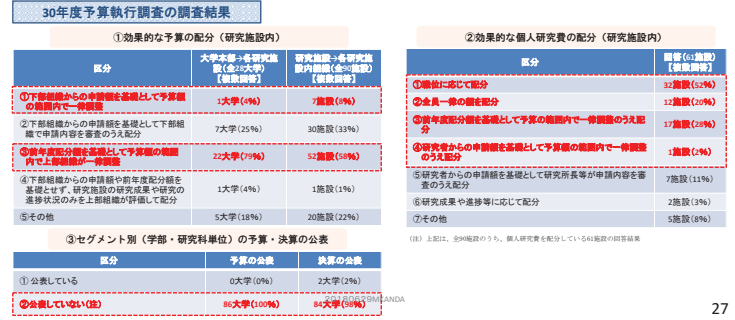 30年度予算執行調査の調査結果
①効果的な予算の配分（研究施設内）
区分
大学本部→各研究施
設（全28大学）
【複数回答】
研究施設→各研究施
設内組織(全90施設)
【複数回答】
①下部組織からの申請額を基礎として予算額
の範囲内で一律調整
1大学(4%)
7施設(8%)
②下部組織からの申請額を基礎として下部組
織で申請内容を審査のうえ配分
7大学(25%)
30施設(33%)
③前年度配分額を基礎として予算額の範囲
内で上部組織が一律調整
22大学(79%)
52施設(58%)
④下部組織からの申請額や前年度配分額を
基礎とせず、研究施設の研究成果や研究の
進捗状況のみを上部組織が評価して配分
1大学(4%)
1施設(1%)
⑤その他
5大学(18%)
20施設(22%)
②効果的な個人研究費の配分（研究施設内）
区分
回答(61施設)
【複数回答】
①職位に応じて配分
32施設(52%)
②全員一律の額を配分
12施設(20%)
③前年度配分額を基礎として予算の範囲内で一律調整のうえ配
分
17施設(28%)
④研究者からの申請額を基礎として予算額の範囲内で一律調整
のうえ配分
1施設(2%)
⑤研究者からの申請額を基礎として研究所長等が申請内容を審
査のうえ配分
7施設(11%)
⑥研究成果や進捗等に応じて配分
2施設(3%)
⑦その他
5施設(8%)
（注）上記は、全90施設のうち、個人研究費を配分している61施設の回答結果
③セグメント別（学部・研究科単位）の予算・決算の公表
区分
予算の公表
決算の公表
①公表している
0大学(0%)
2大学(2%)
②公表していない（注）
86大学(100%)
84大学(98%)
20180629MIANDA
27